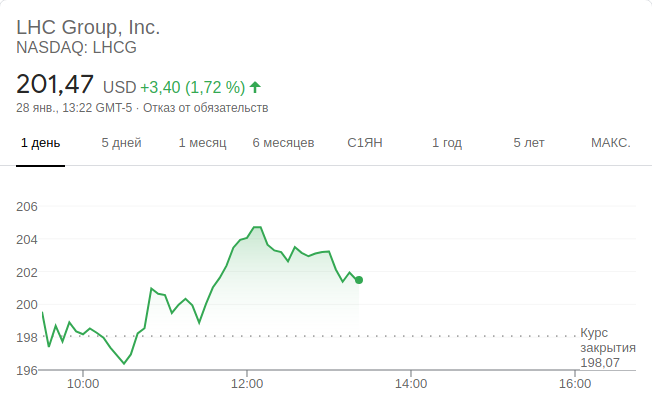 LHC Group, Inc.
NASDAQ: LHCG
201,47 USD +3,40 (1,72 %)
28 янв., 13:22 GMT-5 · Отказ от обязательств
1 день 5 дней 1 месяц 6 месяцев С1ЯН 1 год 5 лет МАКС.
206
204
202
200
198
196
Курс
закрытия
198,07
10:00 12:00 14:00 16:00